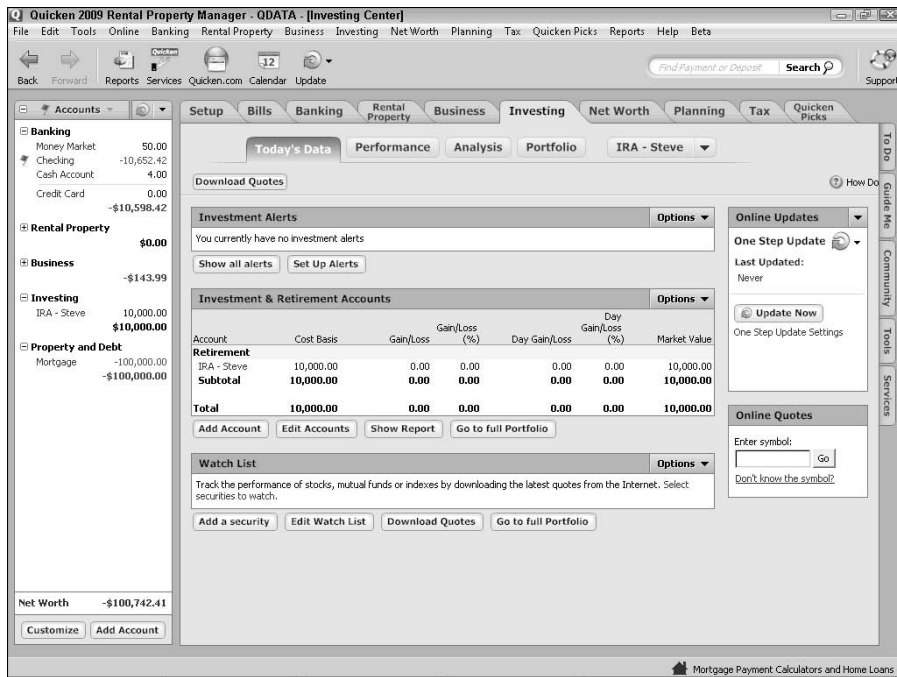 Quicken 2009 Rental Property Manager - QDATA - [Investing Center]
File Edit Tools Online Banking Rental Property Business Investing Net Worth Planning Tax Quicken Picks Reports Help Beta
Back Forward Reports Services Quicken.com Calendar Update
Find Payment or Deposit Search
Support
Accounts
Setup Bills Banking Rental Property Business Investing Net Worth Planning Tax Quicken Picks
Today's Data Performance Analysis Portfolio IRA - Steve
Download Quotes
How Do
Banking
Money Market 50.00
Checking -10,652.42
Cash Account 4.00
Credit Card 0.00
-$10,598.42
Rental Property
$0.00
Business
-$143.99
Investing
IRA - Steve 10,000.00
$10,000.00
Property and Debt
Mortgage -100,000.00
-$100,000.00
Net Worth -$100,742.41
Customize Add Account
Investment Alerts Options
You currently have no investment alerts
Show all alerts Set Up Alerts
Investment & Retirement Accounts Options
Account Cost Basis Gain/Loss Gain/Loss (%) Day Gain/Loss Day Gain/Loss (%) Market Value
Retirement
IRA - Steve 10,000.00 0.00 0.00 0.00 0.00 10,000.00
Subtotal 10,000.00 0.00 0.00 0.00 0.00 10,000.00
Total 10,000.00 0.00 0.00 0.00 0.00 10,000.00
Add Account Edit Accounts Show Report Go to full Portfolio
Watch List Options
Track the performance of stocks, mutual funds or indexes by downloading the latest quotes from the Internet. Select
securities to watch.
Add a security Edit Watch List Download Quotes Go to full Portfolio
Online Updates
One Step Update
Last Updated:
Never
Update Now
One Step Update Settings
Online Quotes
Enter symbol:
Go
Don't know the symbol?
To Do
Guide Me
Community
Tools
Services
Mortgage Payment Calculators and Home Loans